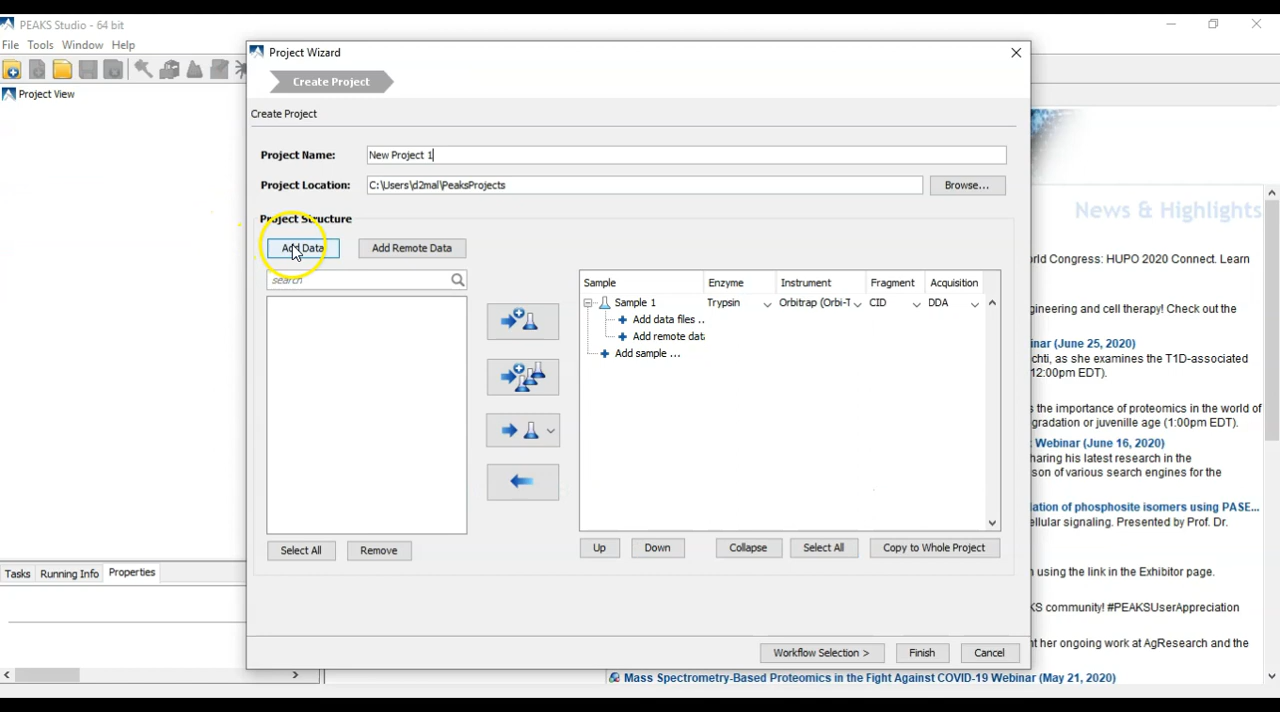 PEAKS Studio - 64 bit
File Tools Window Help
Project View
Project Wizard
Create Project
Create Project
Project Name: New Project 1
Project Location: C:\Users\d2mal\PeaksProjects Browse...
Project Structure
Add Data Add Remote Data
search
Sample Enzyme Instrument Fragment Acquisition
Sample 1 Trypsin Orbitrap (Orbi-T CID DDA
Add data files ..
Add remote dat
Add sample ...
Select All Remove
Up Down Collapse Select All Copy to Whole Project
Workflow Selection > Finish Cancel
Tasks Running Info Properties
News & Highlights
rld Congress: HUPO 2020 Connect. Learn
gineering and cell therapy! Check out the
inar (June 25, 2020)
chti, as she examines the T1D-associated
12:00pm EDT).
s the importance of proteomics in the world of
gradation or juvenille age (1:00pm EDT).
Webinar (June 16, 2020)
haring his latest research in the
son of various search engines for the
lation of phosphosite isomers using PASE...
ellular signaling. Presented by Prof. Dr.
using the link in the Exhibitor page.
KS community! #PEAKSUserAppreciation
ht her ongoing work at AgResearch and the
Mass Spectrometry-Based Proteomics in the Fight Against COVID-19 Webinar (May 21, 2020)